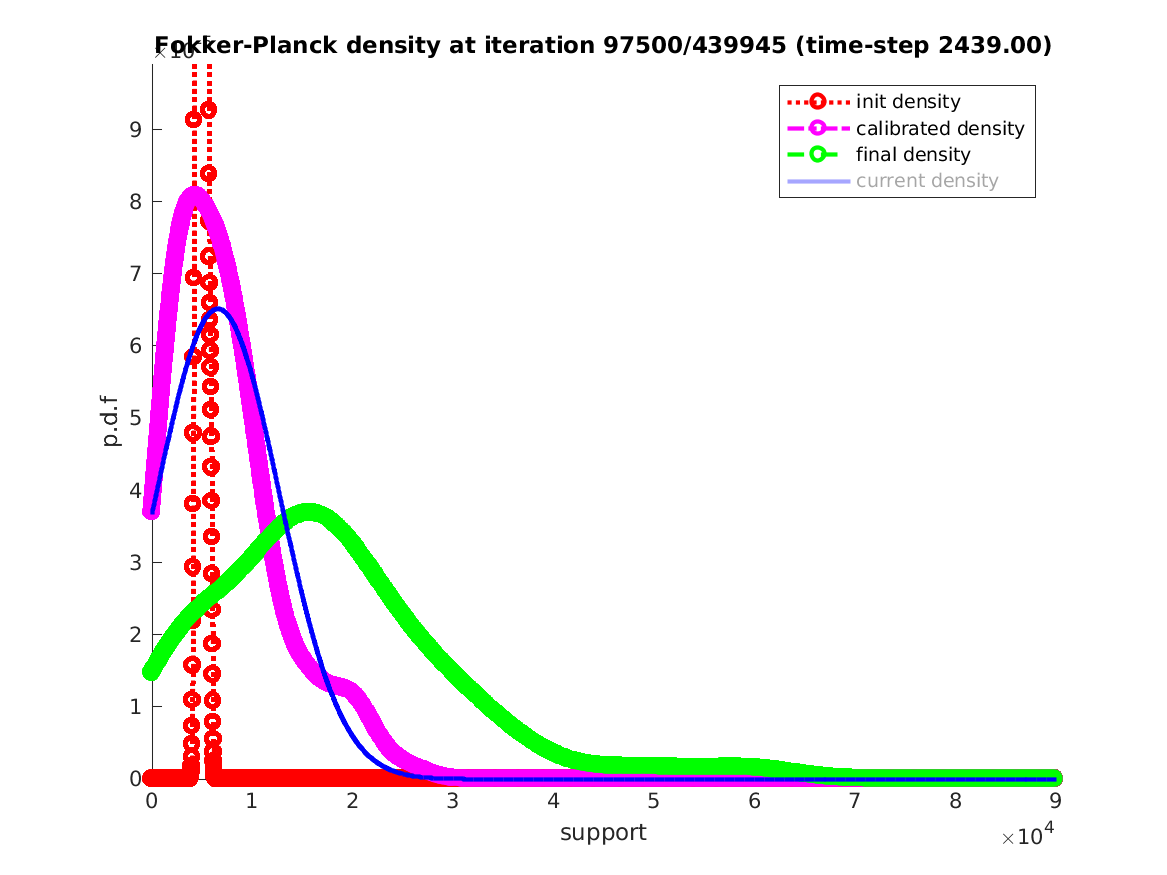 Fokker-Planck density at iteration 97500/439945 (time-step 2439.00)
×10
init density
calibrated density
final density
current density
9
8
7
6
5
4
3
2
1
0
p.d.f
0 1 2 3 4 5 6 7 8 9
support
×10⁴